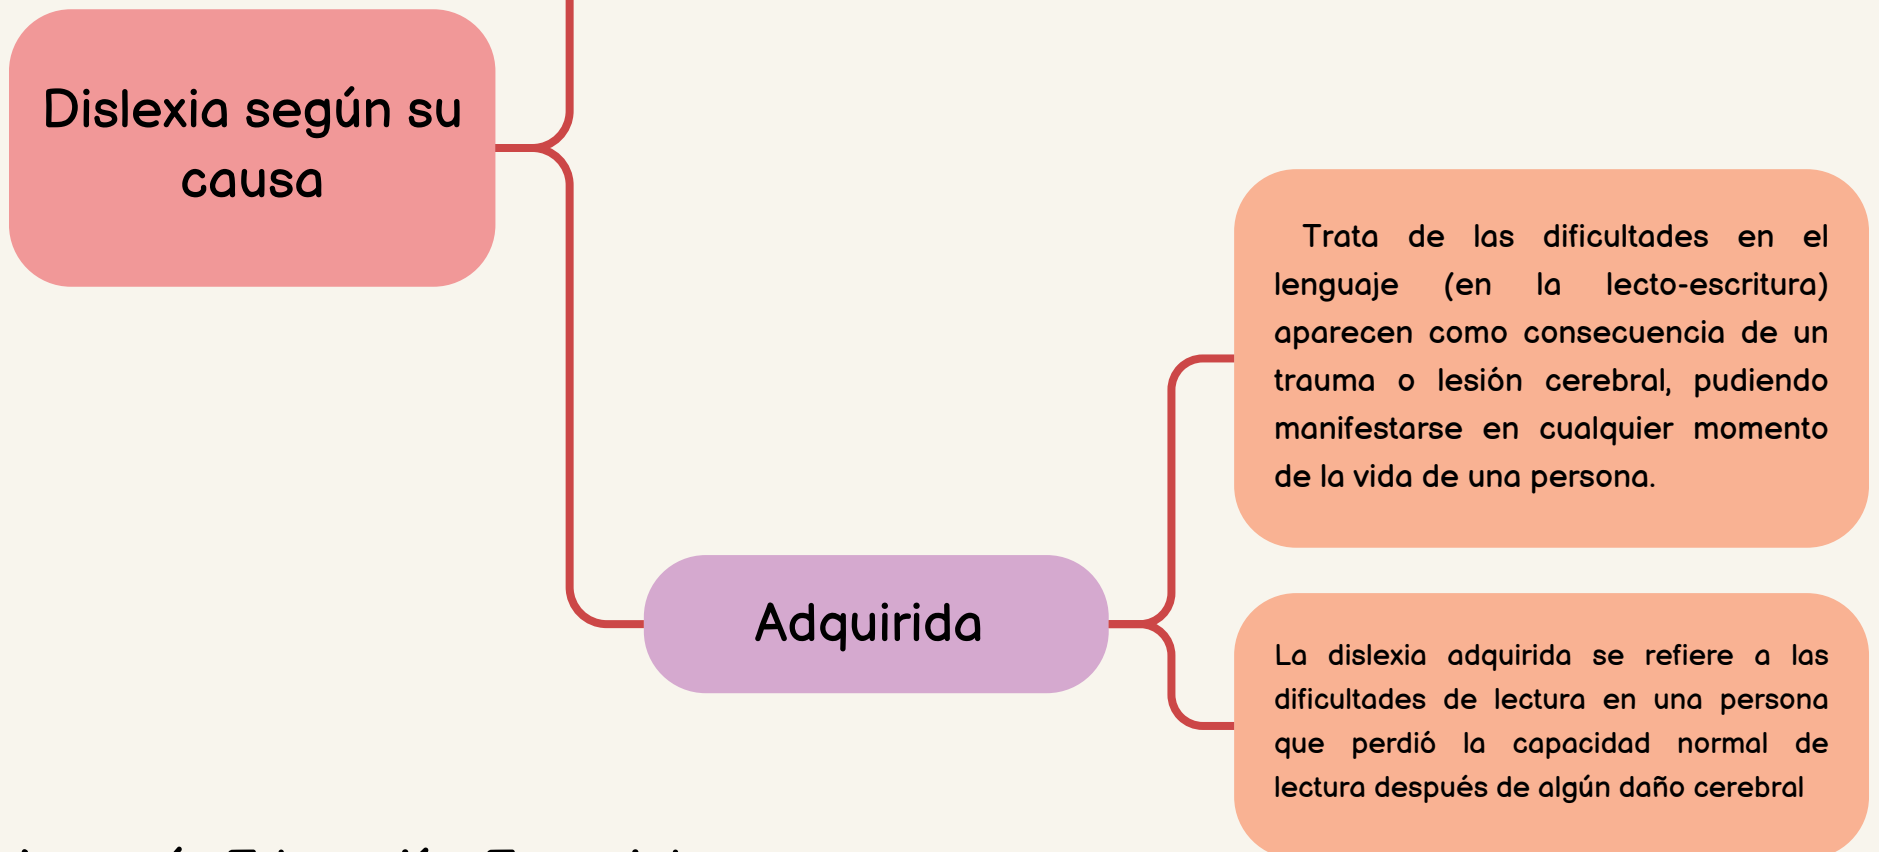 Dislexia según su
causa
Trata de las dificultades en el
lenguaje (en la lecto-escritura)
aparecen como consecuencia de un
trauma o lesión cerebral, pudiendo
manifestarse en cualquier momento
de la vida de una persona.
Adquirida
La dislexia adquirida se refiere a las
dificultades de lectura en una persona
que perdió la capacidad normal de
lectura después de algún daño cerebral